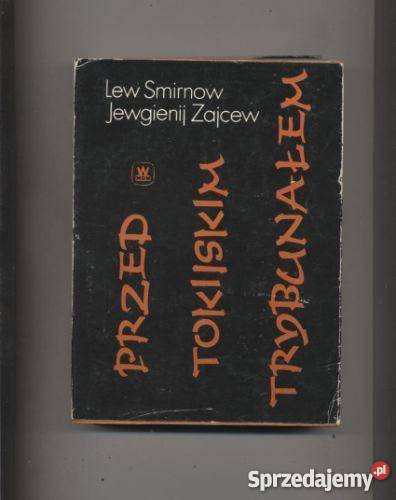 Lew Smirnow
Jewgienij Zajcew
PRZED
TOKIJSKIM
TRYBUNAŁEM
W
Sprzedajemy.pl